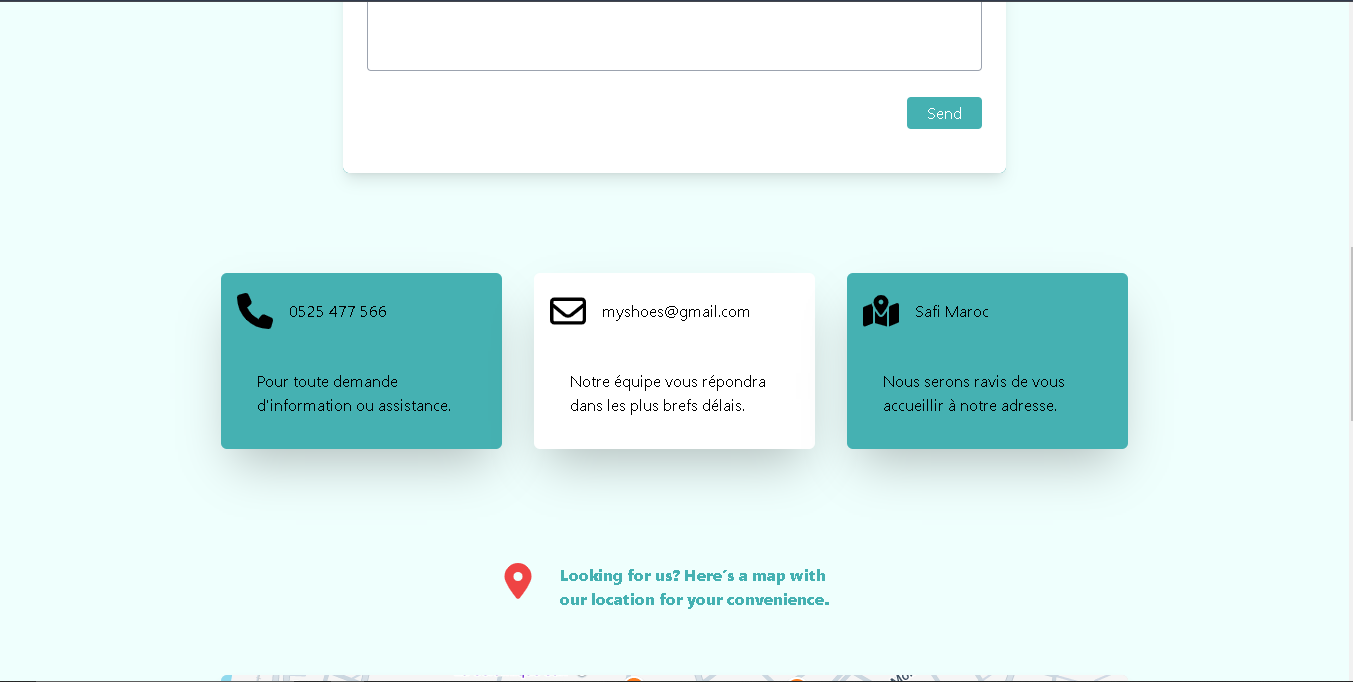 Send
0525 477 566
Pour toute demande
d'information ou assistance.
myshoes@gmail.com
Notre équipe vous répondra
dans les plus brefs délais.
Safi Maroc
Nous serons ravis de vous
accueillir à notre adresse.
Looking for us? Here's a map with
our location for your convenience.